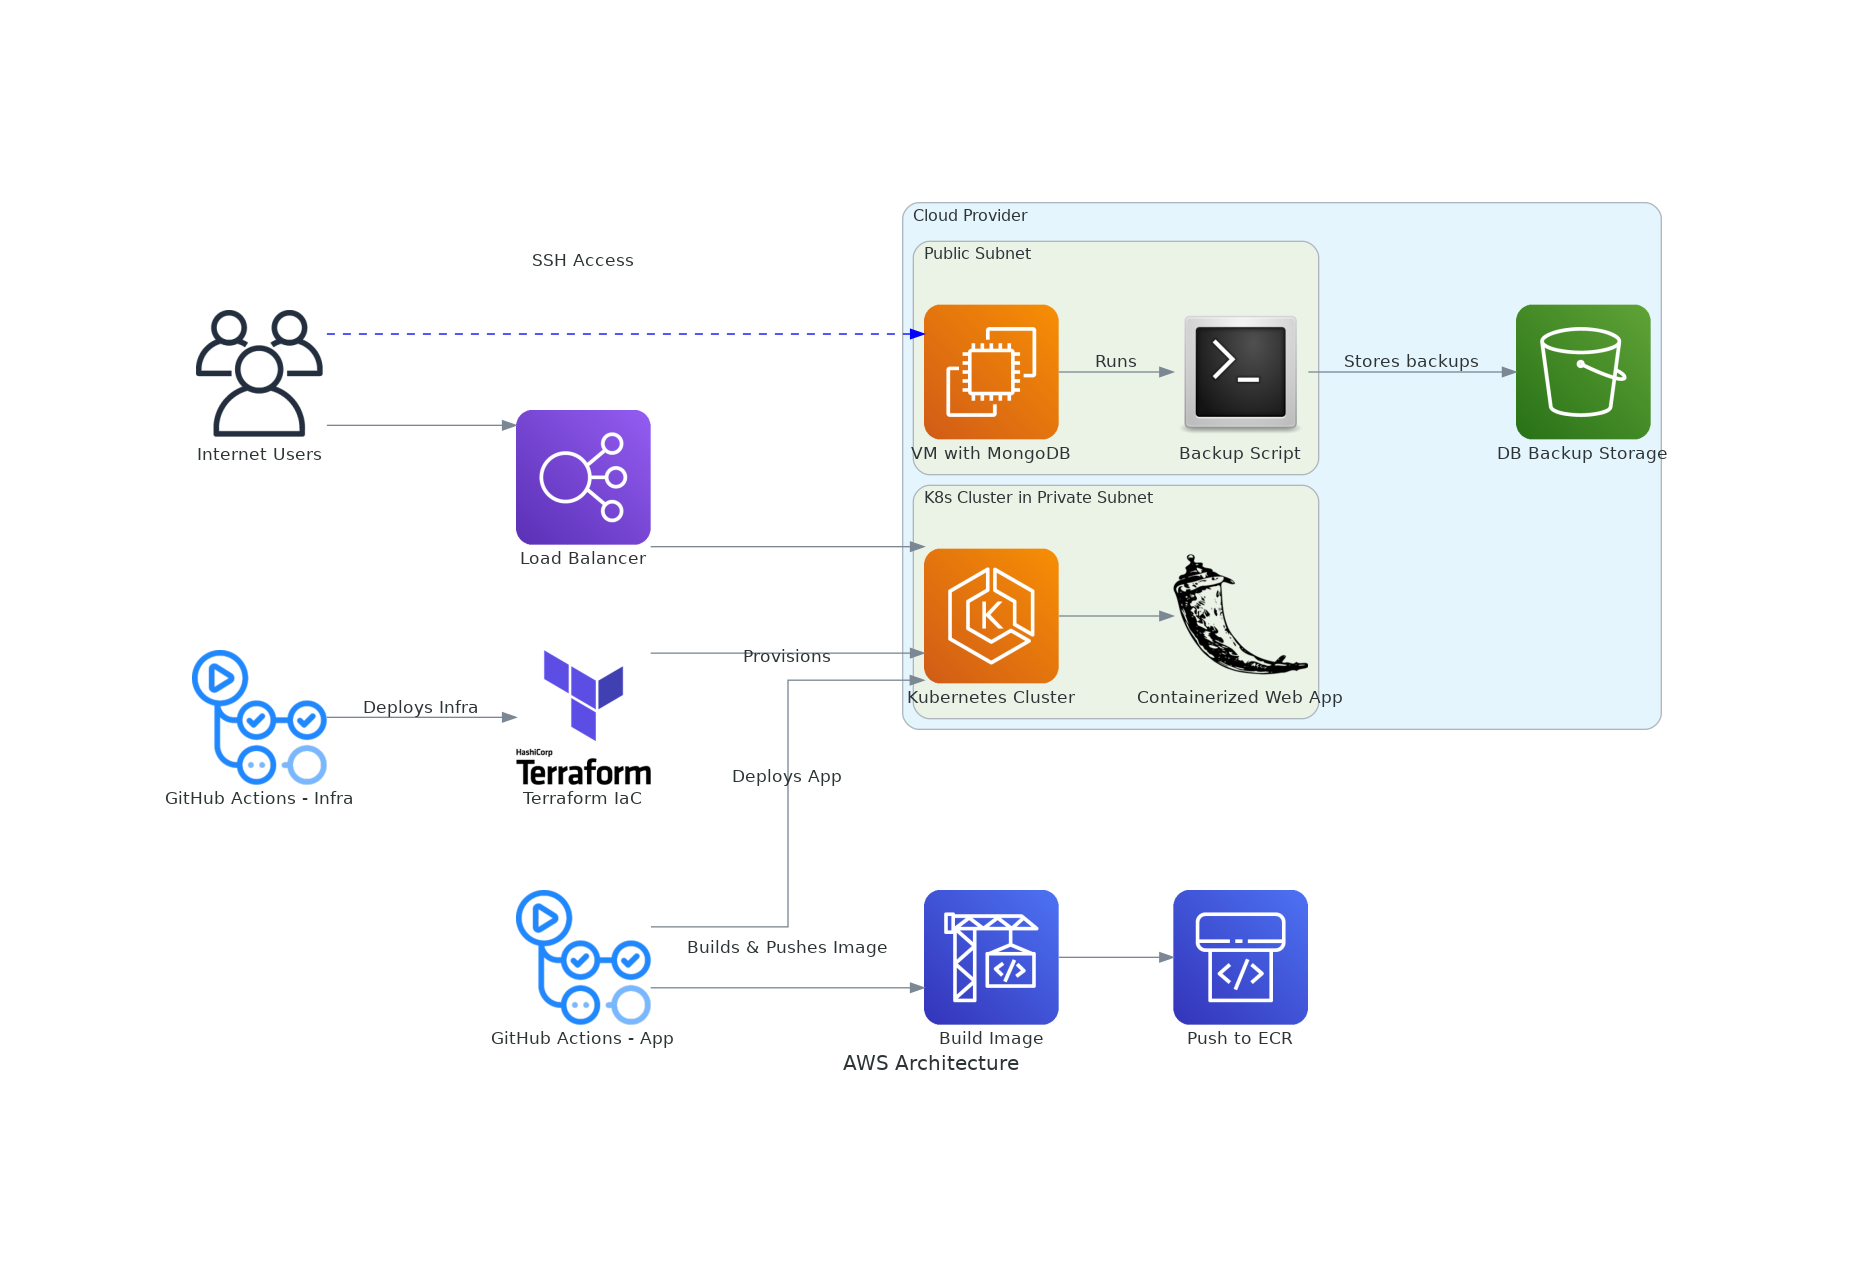 Cloud Provider
Public Subnet
SSH Access
Internet Users
VM with MongoDB
Runs
Backup Script
Stores backups
DB Backup Storage
K8s Cluster in Private Subnet
Load Balancer
K
Kubernetes Cluster
Containerized Web App
Provisions
Deploys Infra
GitHub Actions - Infra
HashiCorp
Terraform
Terraform IaC
Deploys App
Builds & Pushes Image
GitHub Actions - App
Build Image
Push to ECR
AWS Architecture